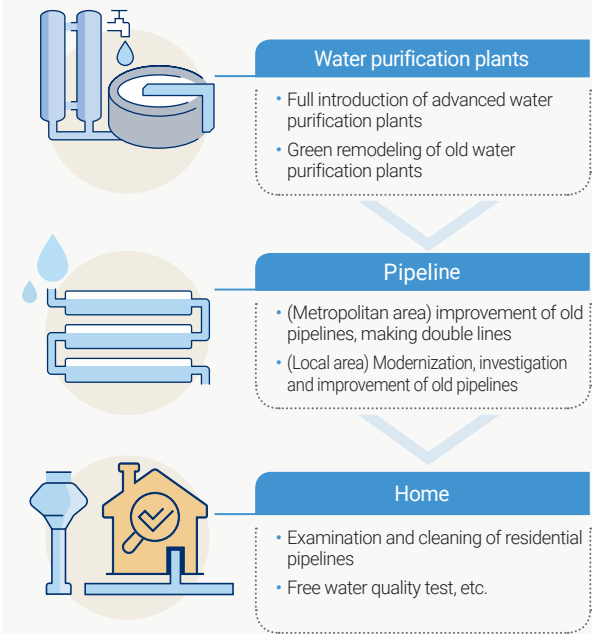 Water purification plants
• Full introduction of advanced water
purification plants
• Green remodeling of old water
purification plants
Pipeline
• (Metropolitan area) improvement of old
pipelines, making double lines
• (Local area) Modernization, investigation
and improvement of old pipelines
Home
• Examination and cleaning of residential
pipelines
• Free water quality test, etc.